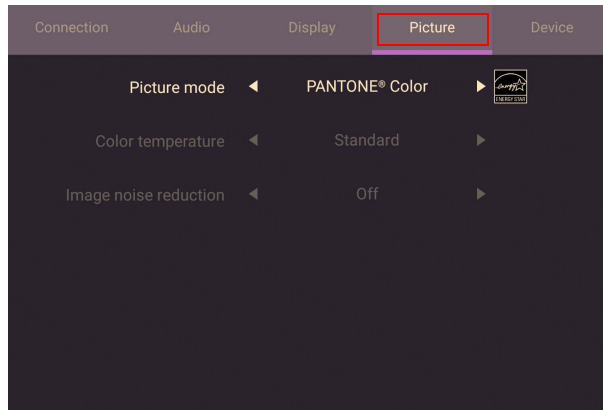 Connection Audio Display Picture Device
Picture mode PANTONE® Color
ENERGY STAR
Color temperature Standard
Image noise reduction Off